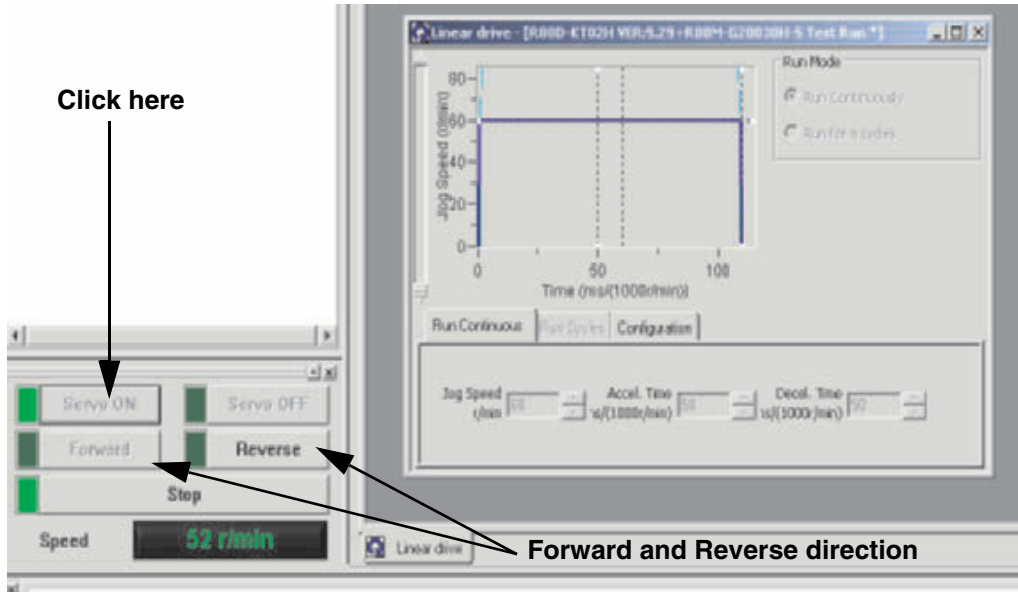 Linear drive - [R88D-KT02H VER:5.29 - R88M-G20030H-S Test Run *]
Click here
Run Mode
Run Continuously
Run for n cycles
Jog Speed (r/min)
80
60
40
20
0
0 50 100
Time (ms/(1000r/min))
Run Continuous Run Cycles Configuration
Jog Speed
r/min
60
Accel. Time
s/(1000r/min)
50
Decel. Time
s/(1000r/min)
50
Servo ON Servo OFF
Forward Reverse
Stop
Speed 52 r/min
Linear drive
Forward and Reverse direction